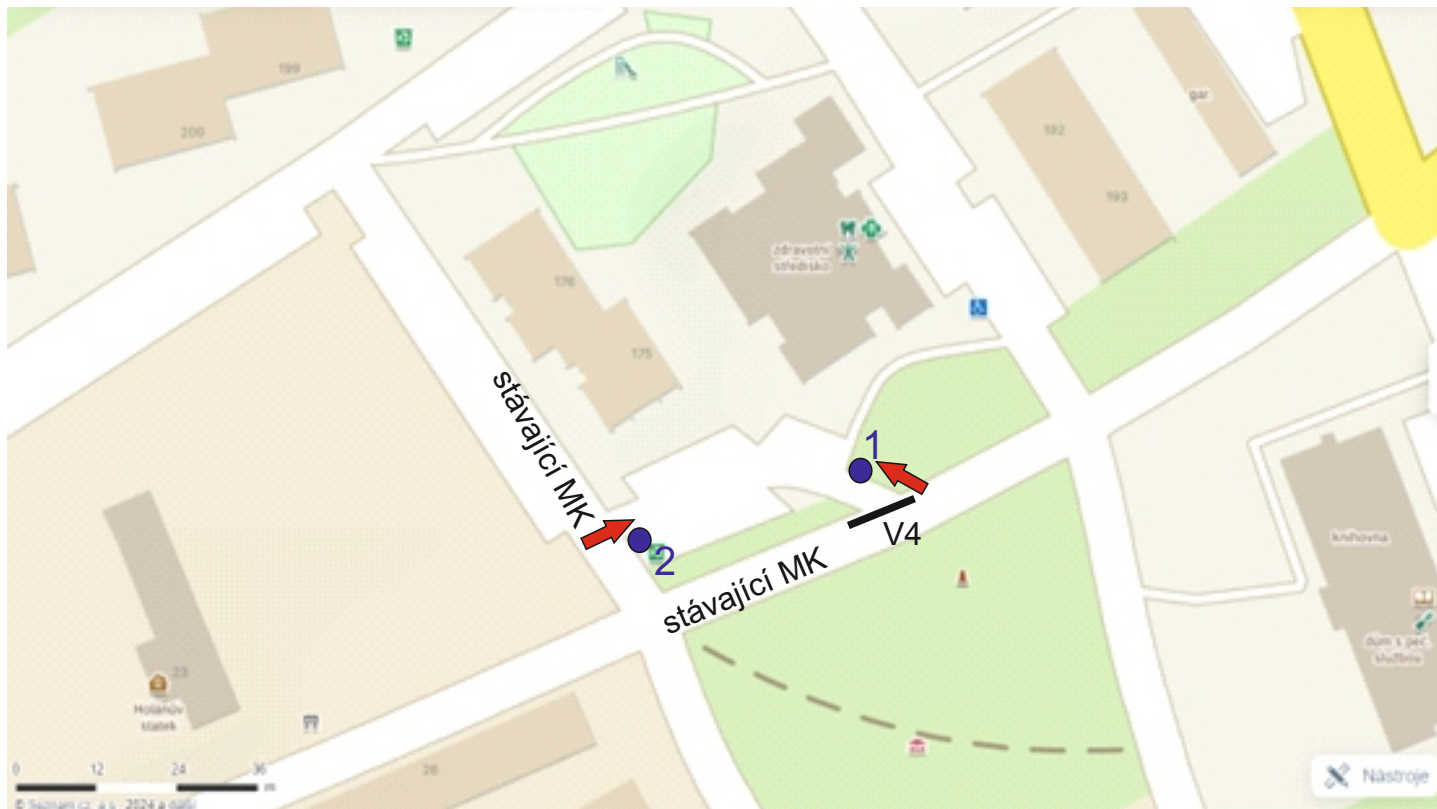 199
200
gar.
192
193
zdravotní
středisko
176
175
stávající MK
1
V4
2
stávající MK
knihovna
dům s peč.
službou
23
Holanův
statek
26
0 12 24 36 m
© Seznam.cz, a.s., 2024 a další
Nástroje